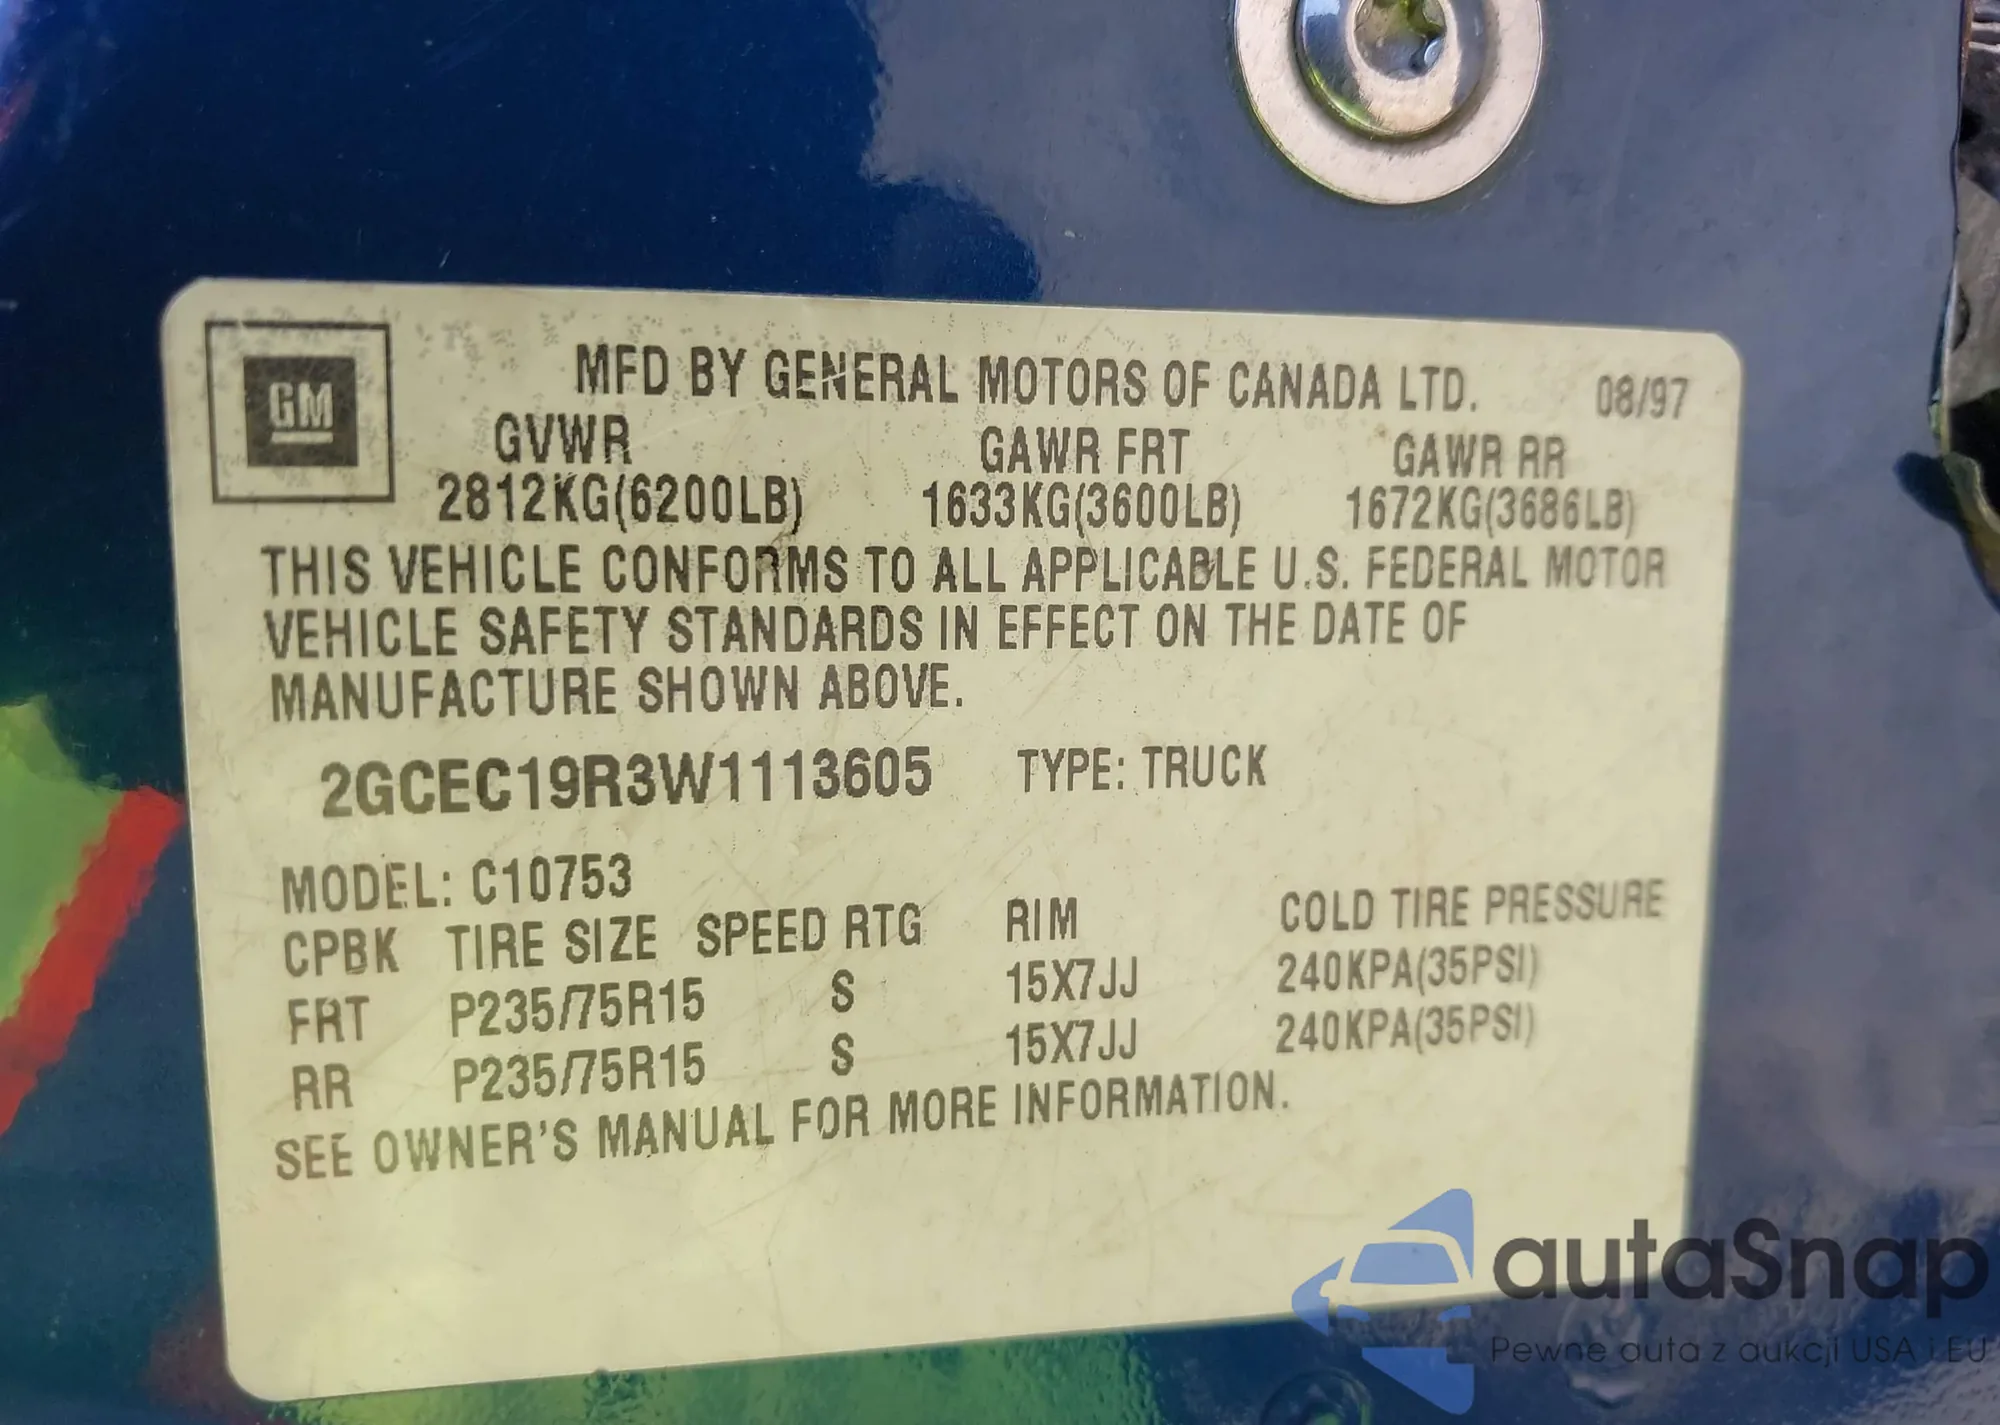 GM
MFD BY GENERAL MOTORS OF CANADA LTD. 08/97
GVWR GAWR FRT GAWR RR
2812KG(6200LB) 1633KG(3600LB) 1672KG(3686LB)
THIS VEHICLE CONFORMS TO ALL APPLICABLE U.S. FEDERAL MOTOR
VEHICLE SAFETY STANDARDS IN EFFECT ON THE DATE OF
MANUFACTURE SHOWN ABOVE.
2GCEC19R3W1113605 TYPE: TRUCK
MODEL: C10753
CPBK TIRE SIZE SPEED RTG RIM COLD TIRE PRESSURE
FRT P235/75R15 S 15X7JJ 240KPA(35PSI)
RR P235/75R15 S 15X7JJ 240KPA(35PSI)
SEE OWNER'S MANUAL FOR MORE INFORMATION.
autaSnap
Pewne auta z aukcji USA i EU